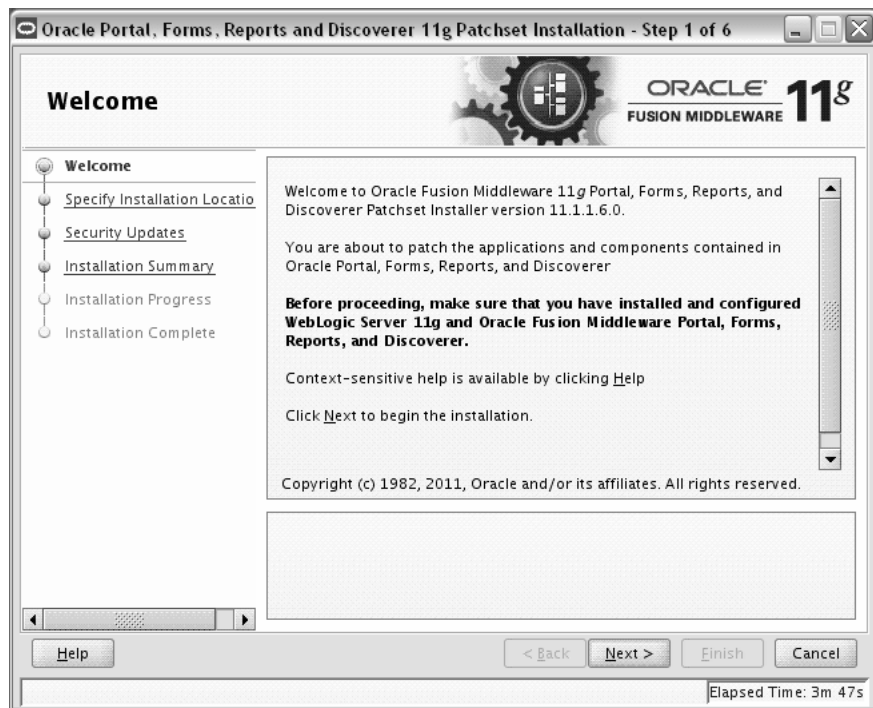 Oracle Portal, Forms, Reports and Discoverer 11g Patchset Installation - Step 1 of 6
Welcome
ORACLE
FUSION MIDDLEWARE
11g
Welcome
Specify Installation Locatio
Security Updates
Installation Summary
Installation Progress
Installation Complete
Welcome to Oracle Fusion Middleware 11g Portal, Forms, Reports, and
Discoverer Patchset Installer version 11.1.1.6.0.
You are about to patch the applications and components contained in
Oracle Portal, Forms, Reports, and Discoverer
Before proceeding, make sure that you have installed and configured
WebLogic Server 11g and Oracle Fusion Middleware Portal, Forms,
Reports, and Discoverer.
Context-sensitive help is available by clicking Help
Click Next to begin the installation.
Copyright (c) 1982, 2011, Oracle and/or its affiliates. All rights reserved.
Help
< Back
Next >
Finish
Cancel
Elapsed Time: 3m 47s